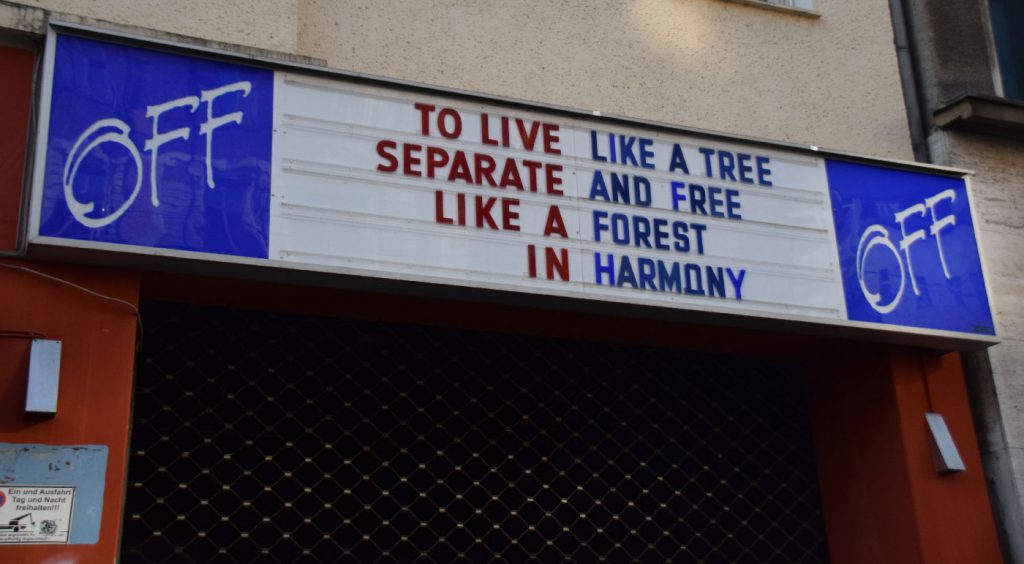 OFF
TO LIVE LIKE A TREE
SEPARATE AND FREE
LIKE A FOREST
IN HARMONY
OFF
Ein und Ausfahrt
Tag und Nacht
freihalten!!!